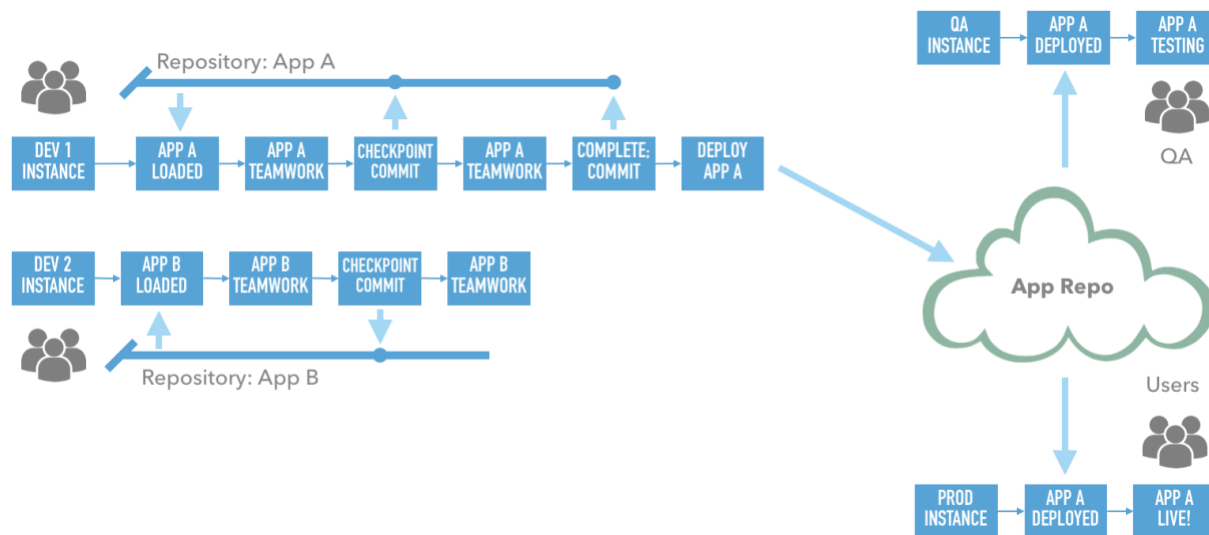 Repository: App A
DEV 1
INSTANCE
APP A
LOADED
APP A
TEAMWORK
CHECKPOINT
COMMIT
APP A
TEAMWORK
COMPLETE;
COMMIT
DEPLOY
APP A
DEV 2
INSTANCE
APP B
LOADED
APP B
TEAMWORK
CHECKPOINT
COMMIT
APP B
TEAMWORK
Repository: App B
QA
INSTANCE
APP A
DEPLOYED
APP A
TESTING
QA
App Repo
Users
PROD
INSTANCE
APP A
DEPLOYED
APP A
LIVE!